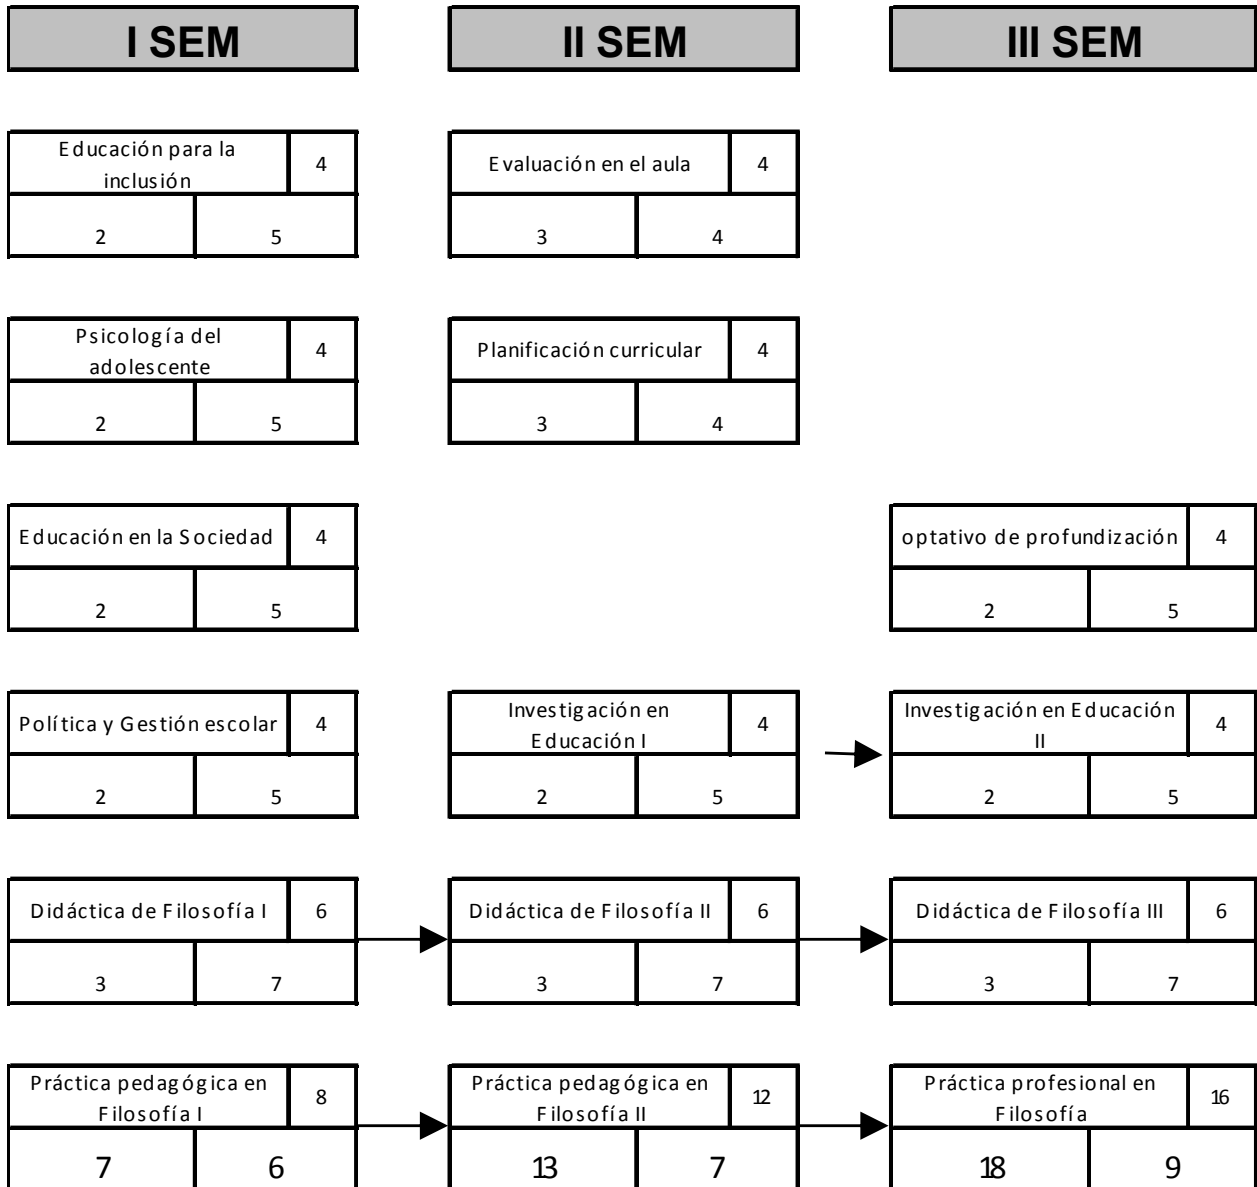 I SEM II SEM III SEM
Educación para la
inclusión
4
2 5
Evaluación en el aula 4
3 4
Psicología del
adolescente
4
2 5
Planificación curricular 4
3 4
Educación en la Sociedad 4
2 5
optativo de profundización 4
2 5
Política y Gestión escolar 4
2 5
Investigación en
Educación I
4
2 5
Investigación en Educación
II
4
2 5
Didáctica de Filosofía I 6
3 7
Didáctica de Filosofía II 6
3 7
Didáctica de Filosofía III 6
3 7
Práctica pedagógica en
Filosofía I
8
7 6
Práctica pedagógica en
Filosofía II
12
13 7
Práctica profesional en
Filosofía
16
18 9